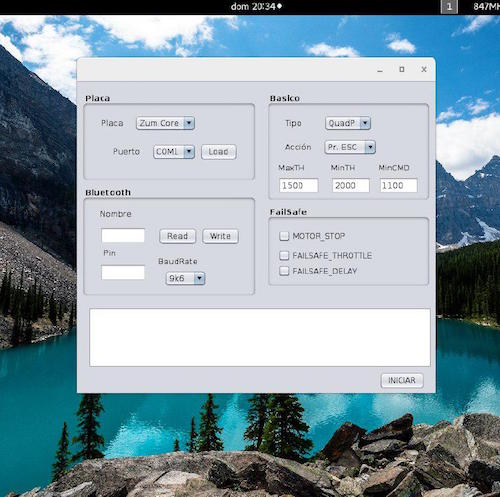 dom 20:34
1
847MH
Placa
Placa
Zum Core
Puerto
COM1
Load
Bluetooth
Nombre
Read
Write
Pin
BaudRate
9k6
Basico
Tipo
QuadP
Acción
Pr. ESC
MaxTH
MinTH
MinCMD
1500
2000
1100
FailSafe
MOTOR_STOP
FAILSAFE_THROTTLE
FAILSAFE_DELAY
INICIAR